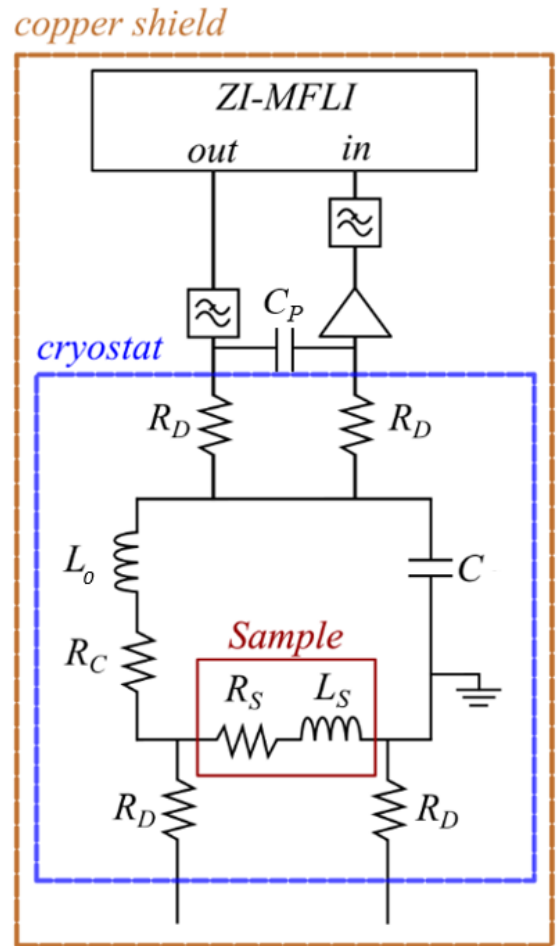 copper shield
ZI-MFLI
out in
C_P
cryostat
R_D R_D
L_0
C
R_C
Sample
R_S L_S
R_D R_D